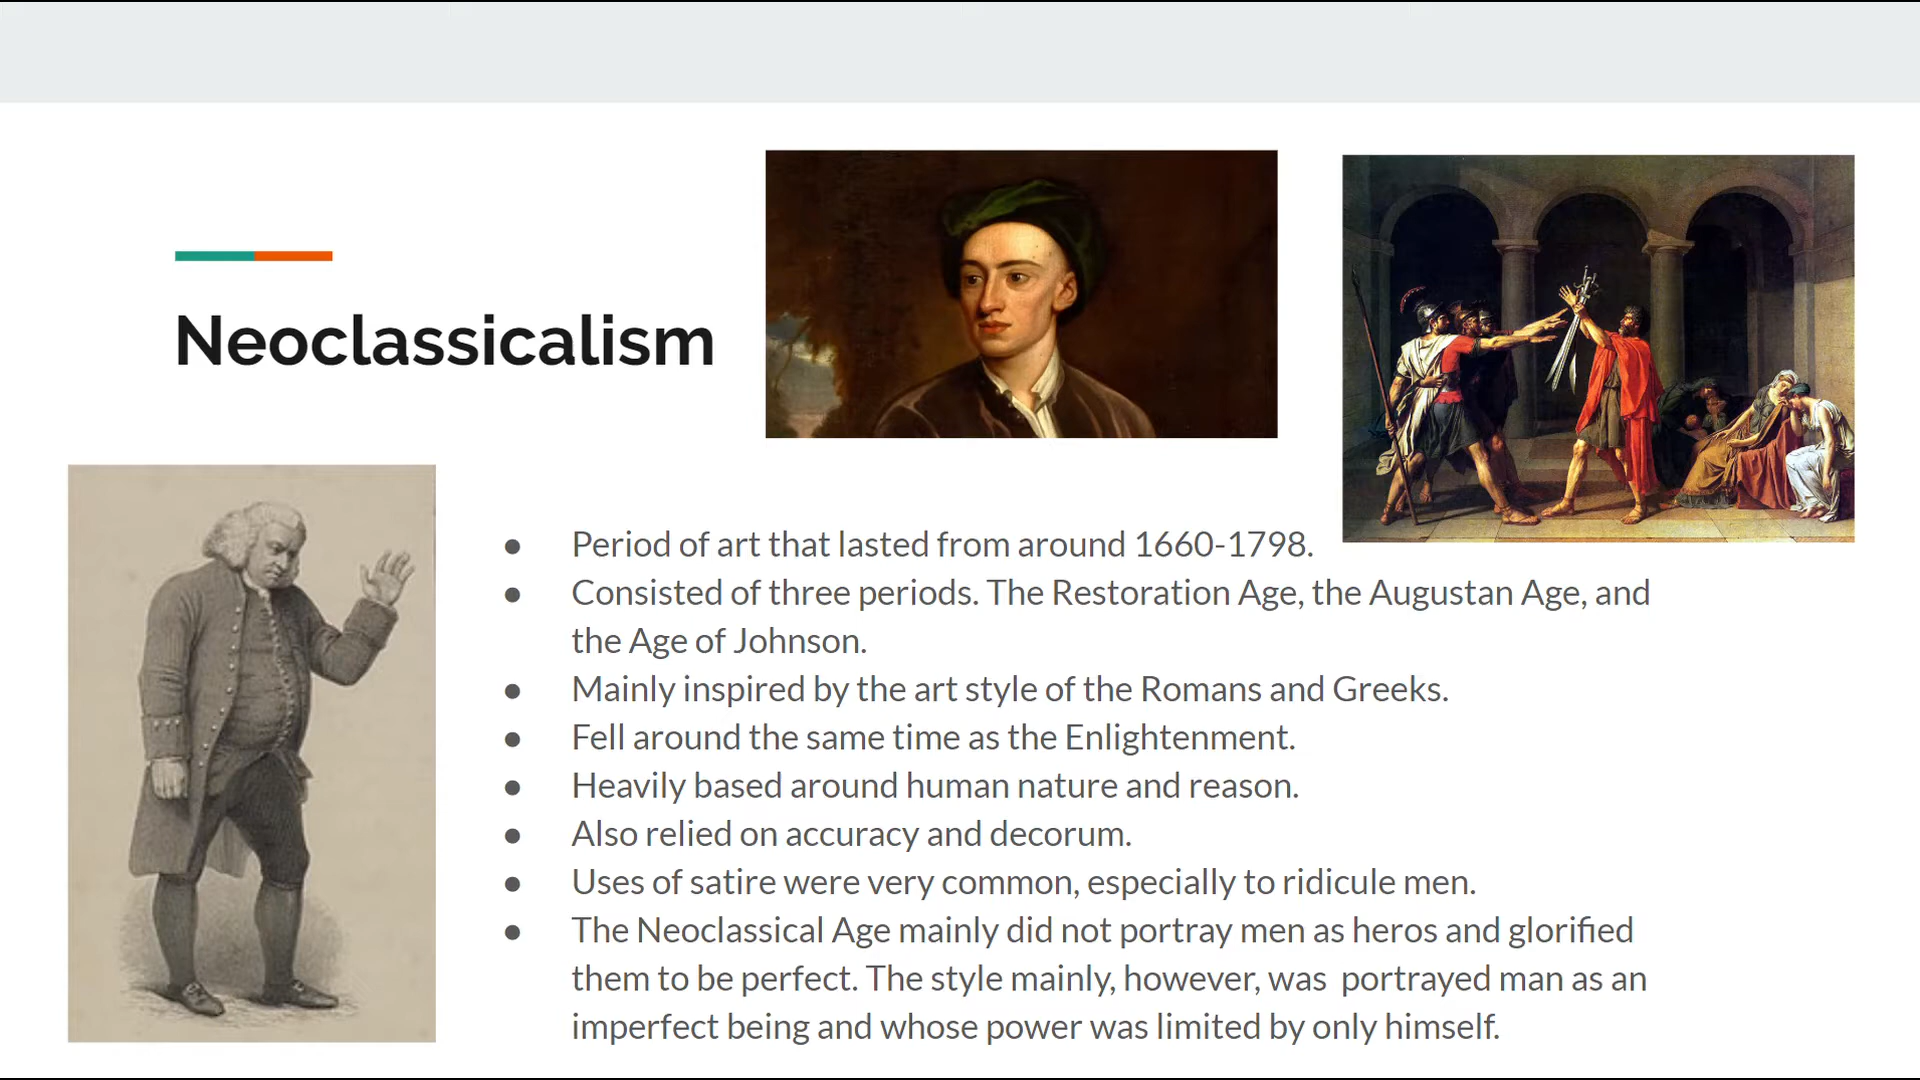 Neoclassicalism
● Period of art that lasted from around 1660-1798.
● Consisted of three periods. The Restoration Age, the Augustan Age, and
the Age of Johnson.
● Mainly inspired by the art style of the Romans and Greeks.
● Fell around the same time as the Enlightenment.
● Heavily based around human nature and reason.
● Also relied on accuracy and decorum.
● Uses of satire were very common, especially to ridicule men.
● The Neoclassical Age mainly did not portray men as heros and glorified
them to be perfect. The style mainly, however, was  portrayed man as an
imperfect being and whose power was limited by only himself.